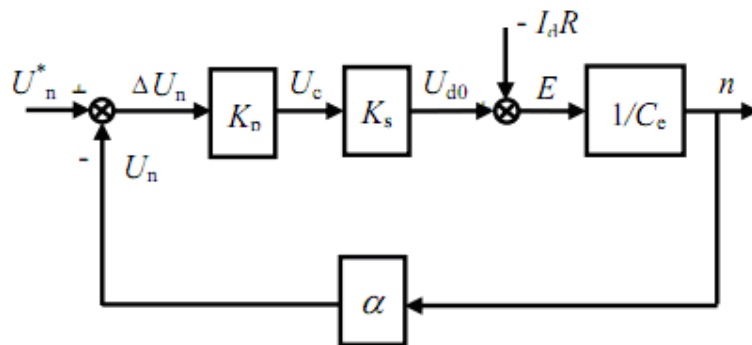 - I_dR
U*_n + ΔU_n K_p U_c K_s U_d0 E 1/C_e n
- U_n
α